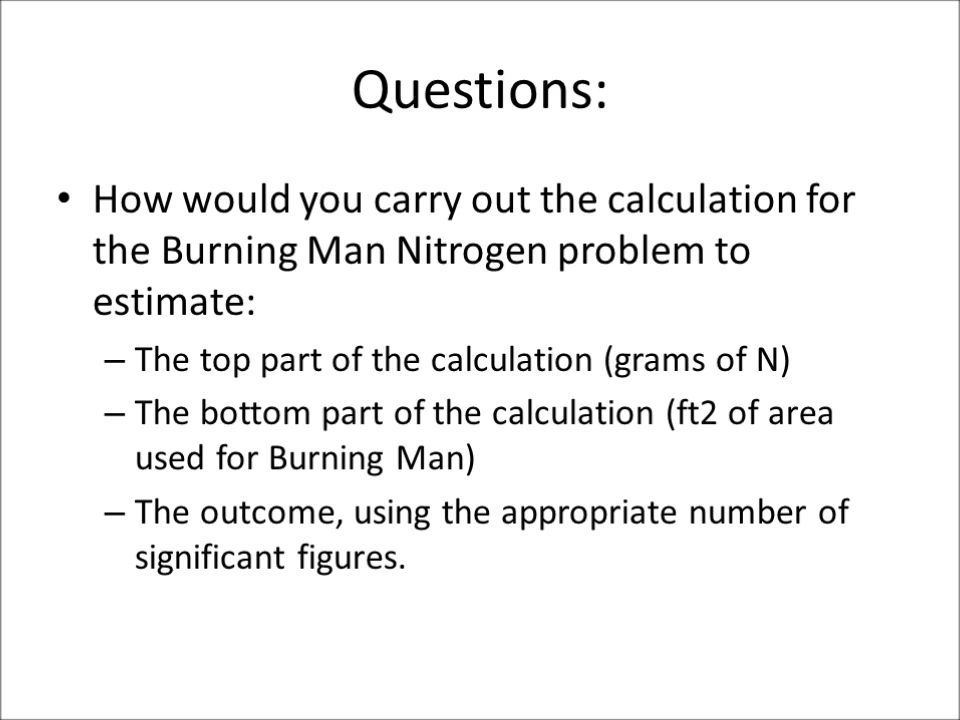 Questions:
• How would you carry out the calculation for
the Burning Man Nitrogen problem to
estimate:
– The top part of the calculation (grams of N)
– The bottom part of the calculation (ft2 of area
used for Burning Man)
– The outcome, using the appropriate number of
significant figures.